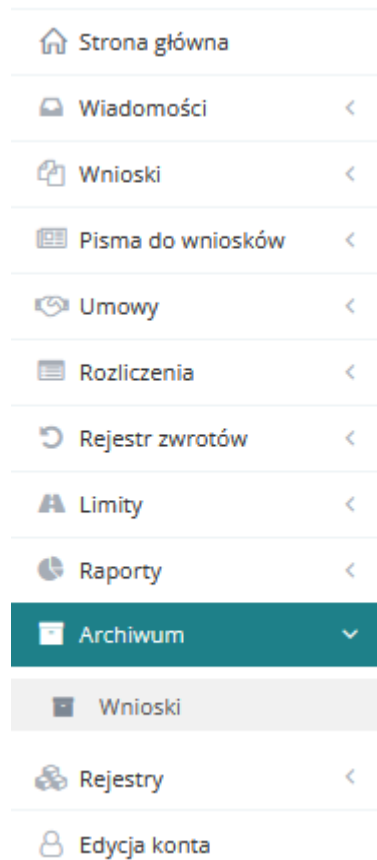 Strona główna
Wiadomości
Wnioski
Pisma do wniosków
Umowy
Rozliczenia
Rejestr zwrotów
Limity
Raporty
Archiwum
Wnioski
Rejestry
Edycja konta